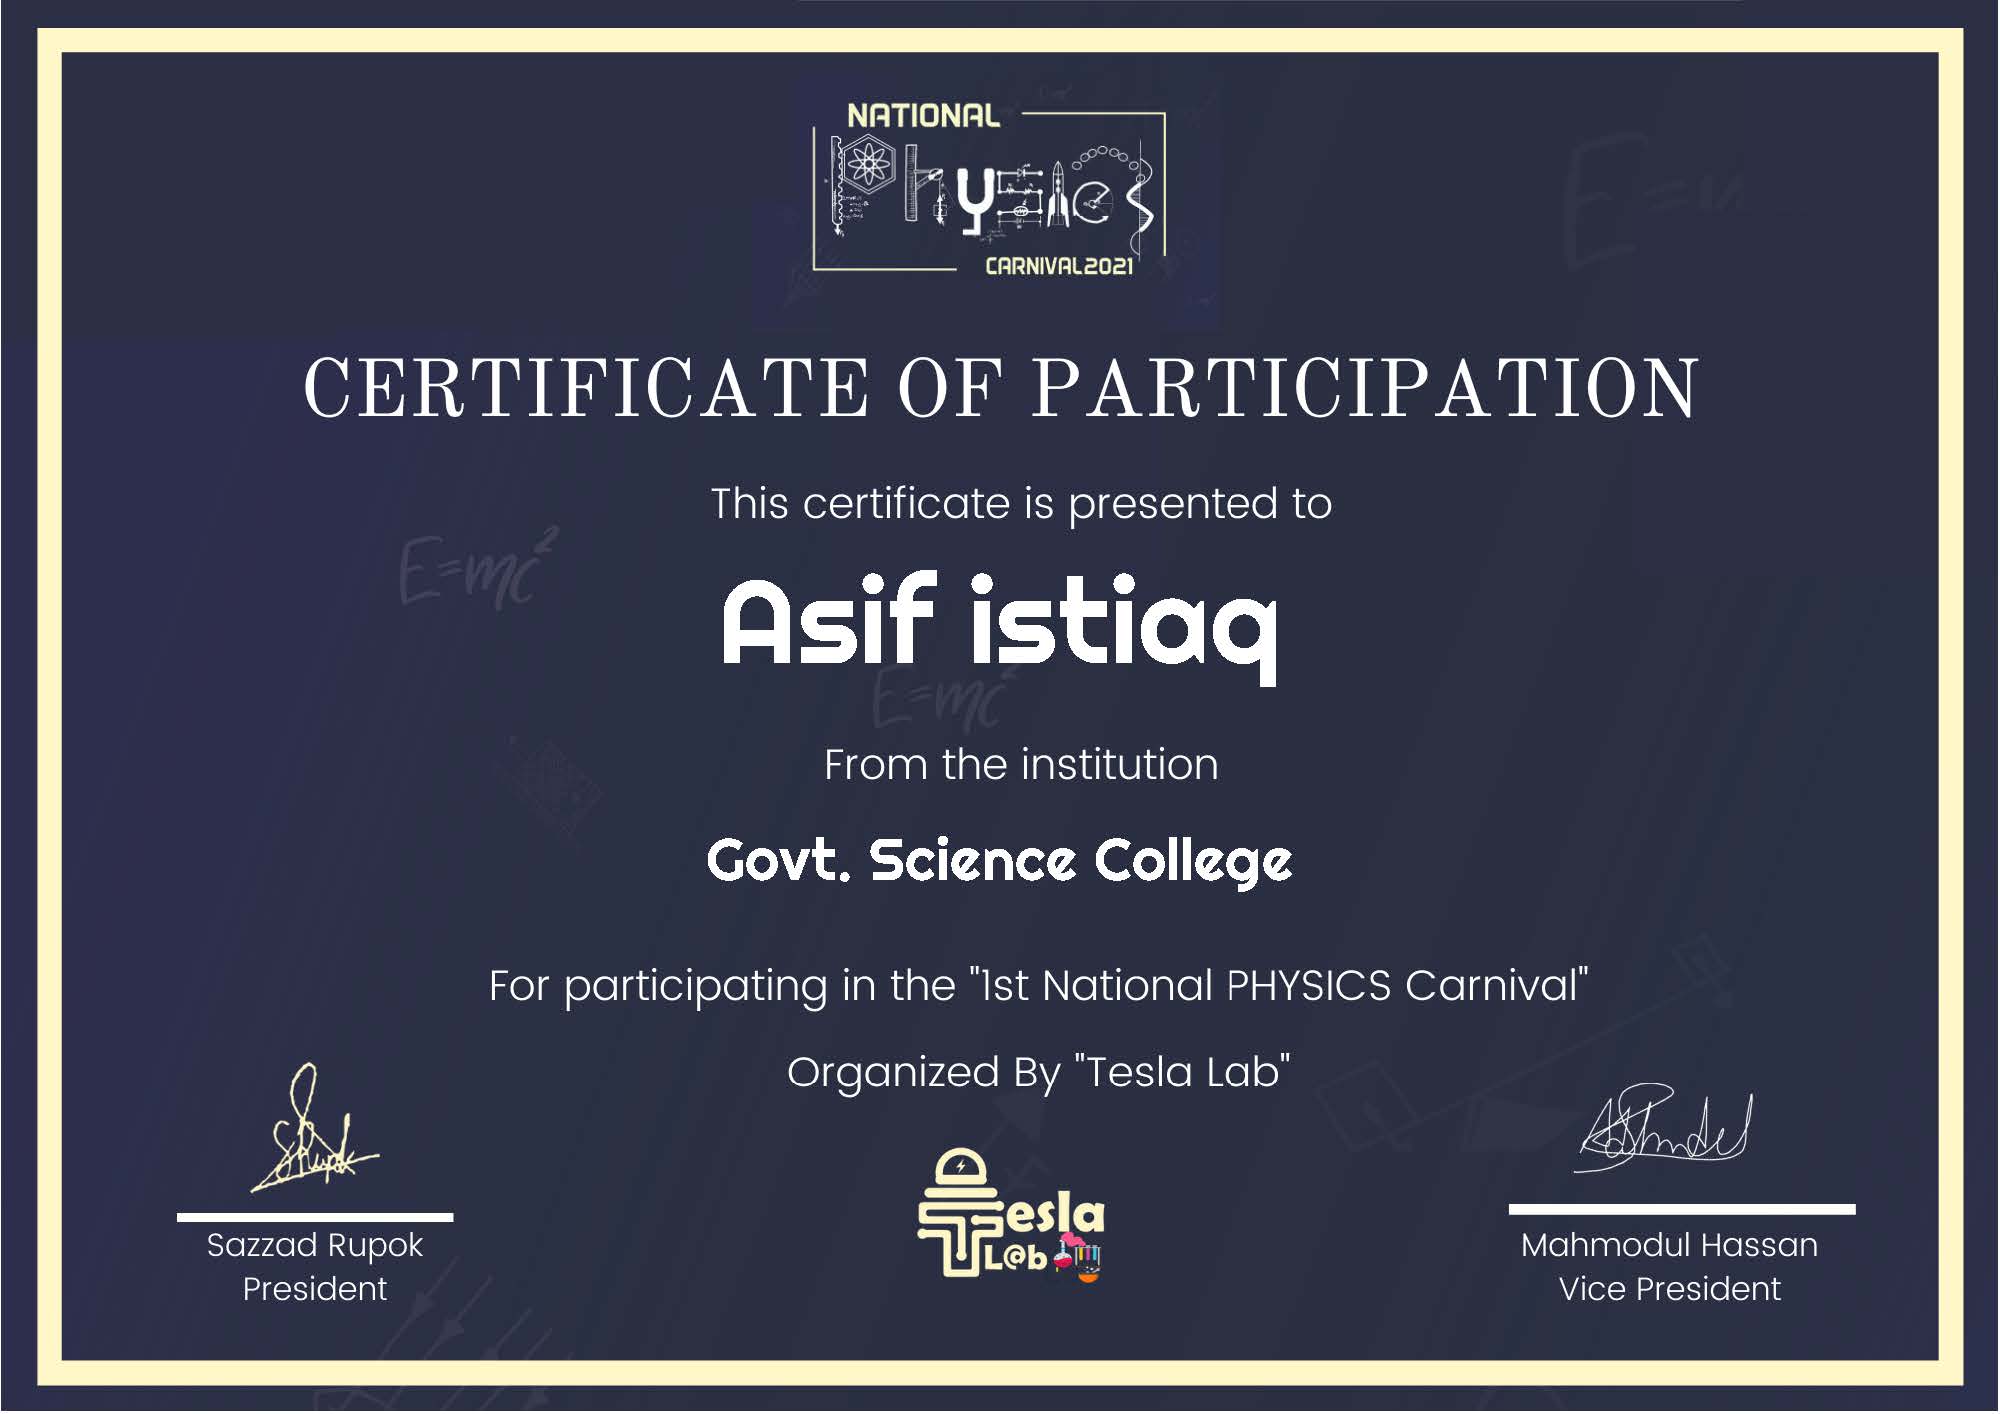 NATIONAL
Physics
CARNIVAL2021
CERTIFICATE OF PARTICIPATION
This certificate is presented to
E=mc²
Asif istiaq
E=mc²
From the institution
Govt. Science College
For participating in the "1st National PHYSICS Carnival"
Organized By "Tesla Lab"
Tesla
L@b
Sazzad Rupok
President
Mahmodul Hassan
Vice President